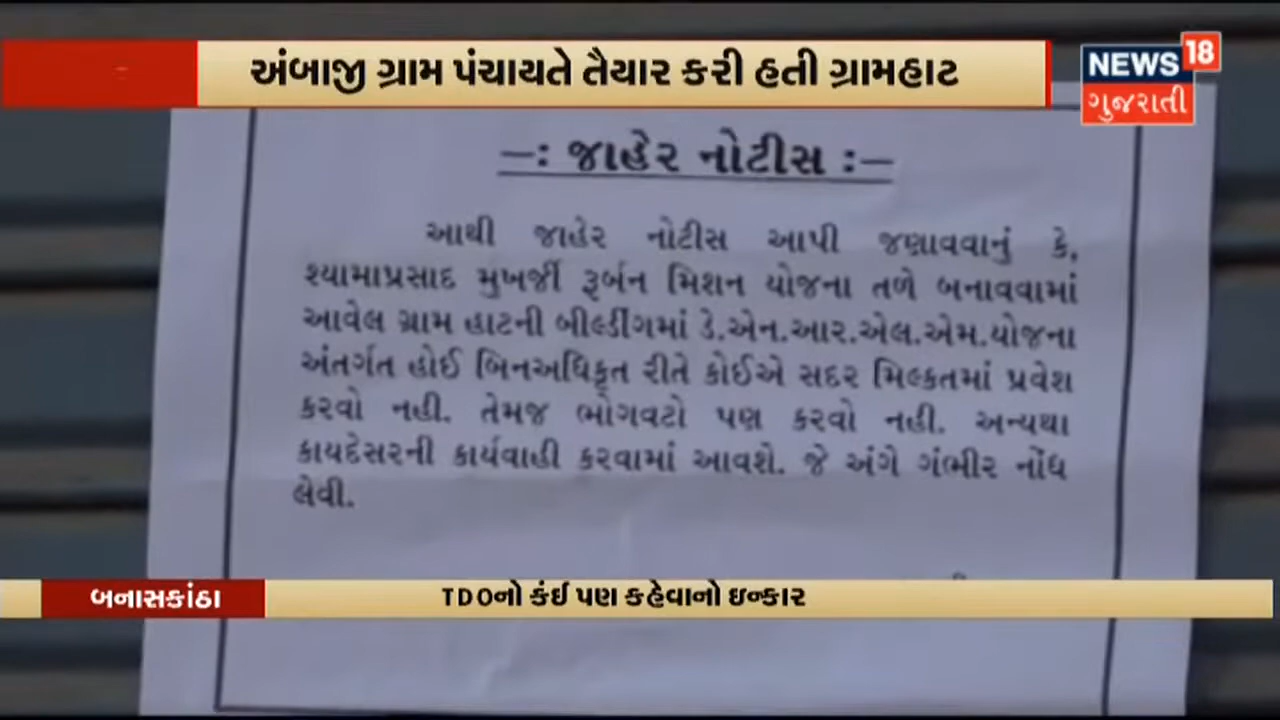 અંબાજી ગ્રામ પંચાયતે તૈયાર કરી હતી ગ્રામહાટ
NEWS 18
ગુજરાતી
—: જાહેર નોટીસ :—
આથી જાહેર નોટીસ આપી જણાવવાનું કે,
શ્યામાપ્રસાદ મુખર્જી રૂર્બન મિશન યોજના તળે બનાવવામાં
આવેલ ગ્રામ હાટની બીલ્ડીંગમાં ડે.એન.આર.એલ.એમ.યોજના
અંતર્ગત હોઈ બિનઅધિકૃત રીતે કોઈએ સદર મિલ્કતમાં પ્રવેશ
કરવો નહી. તેમજ ભોગવટો પણ કરવો નહી. અન્યથા
કાયદેસરની કાર્યવાહી કરવામાં આવશે. જે અંગે ગંભીર નોંધ
લેવી.
બનાસકાંઠા
TDOનો કંઈ પણ કહેવાનો ઇન્કાર